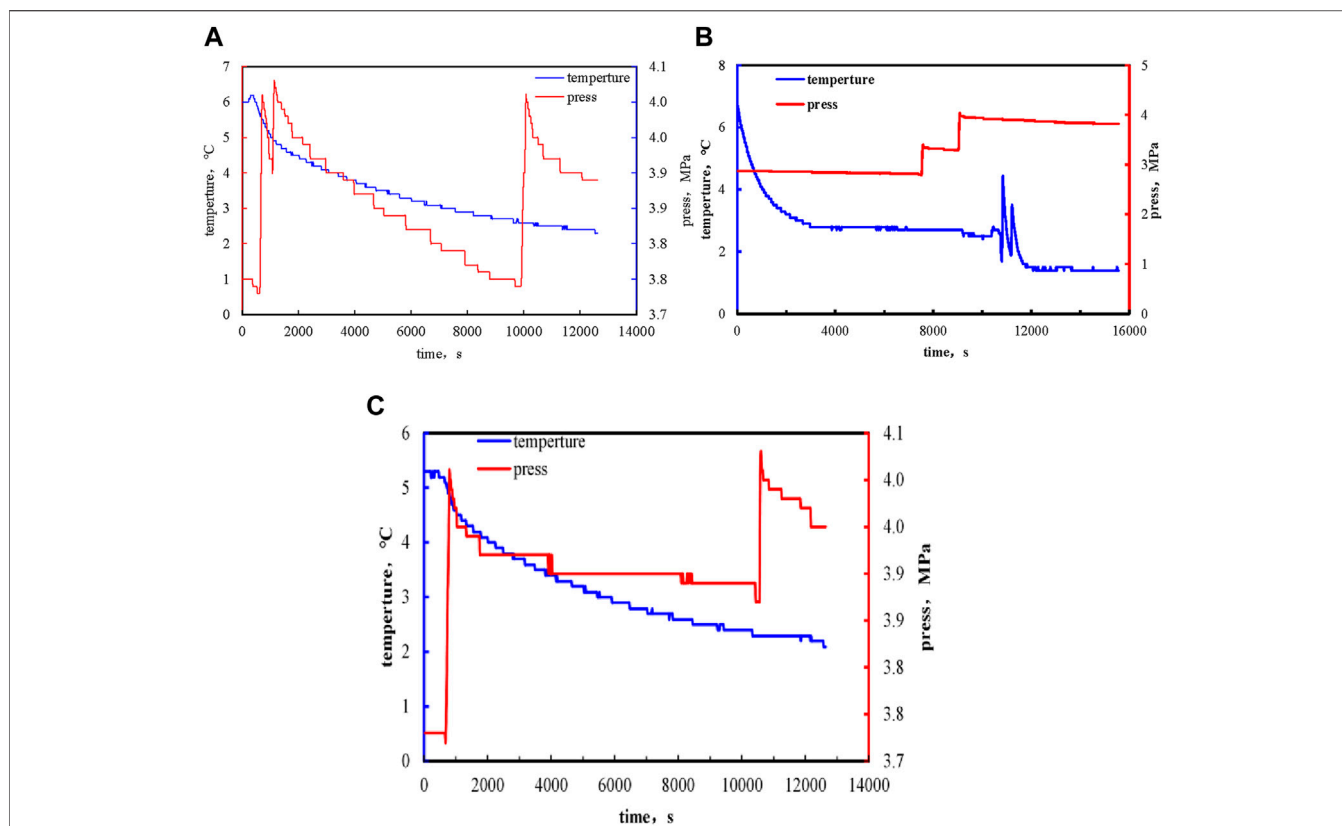 A
7
6
5
4
3
2
1
0
temperture，℃
temperture
press
4.1
4.0
4.0
3.9
3.9
3.8
3.8
3.7
press，MPa
0 2000 4000 6000 8000 10000 12000 14000
time，s
B
8
6
4
2
0
temperture，℃
temperture
press
5
4
3
2
1
0
press，MPa
0 4000 8000 12000 16000
time，s
C
6
5
4
3
2
1
0
temperture，℃
temperture
press
4.1
4.0
4.0
3.9
3.9
3.8
3.8
3.7
press，MPa
0 2000 4000 6000 8000 10000 12000 14000
time，s